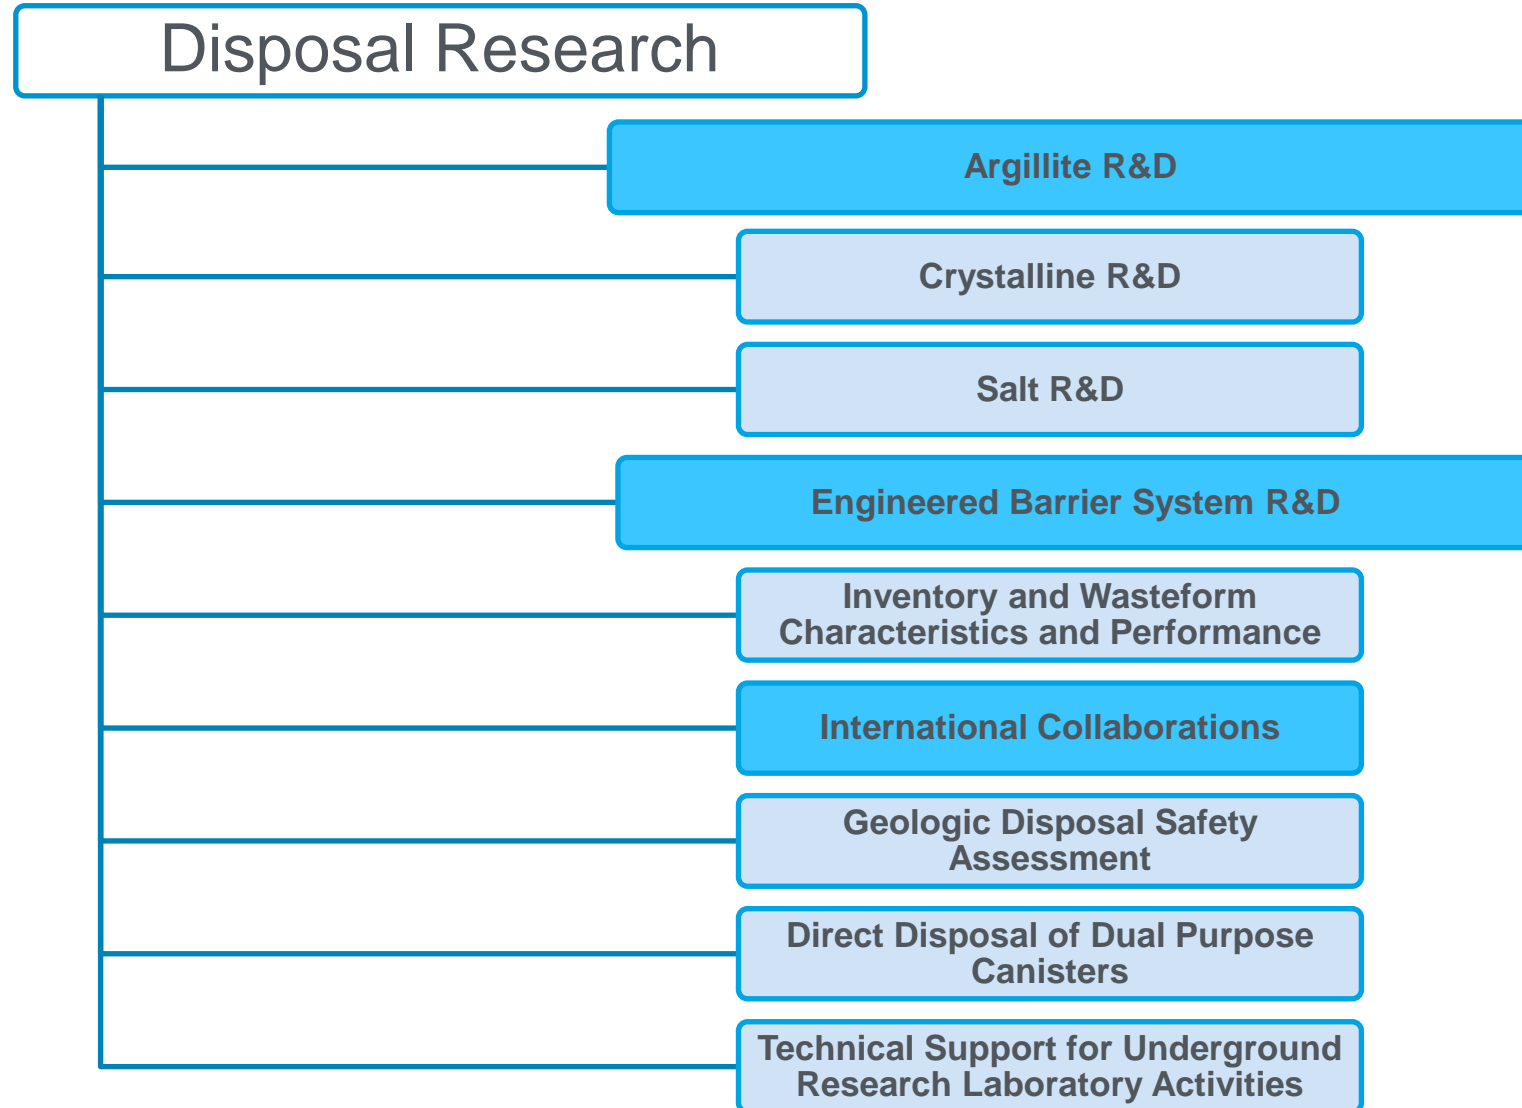 Disposal Research
Argillite R&D
Crystalline R&D
Salt R&D
Engineered Barrier System R&D
Inventory and Wasteform
Characteristics and Performance
International Collaborations
Geologic Disposal Safety
Assessment
Direct Disposal of Dual Purpose
Canisters
Technical Support for Underground
Research Laboratory Activities